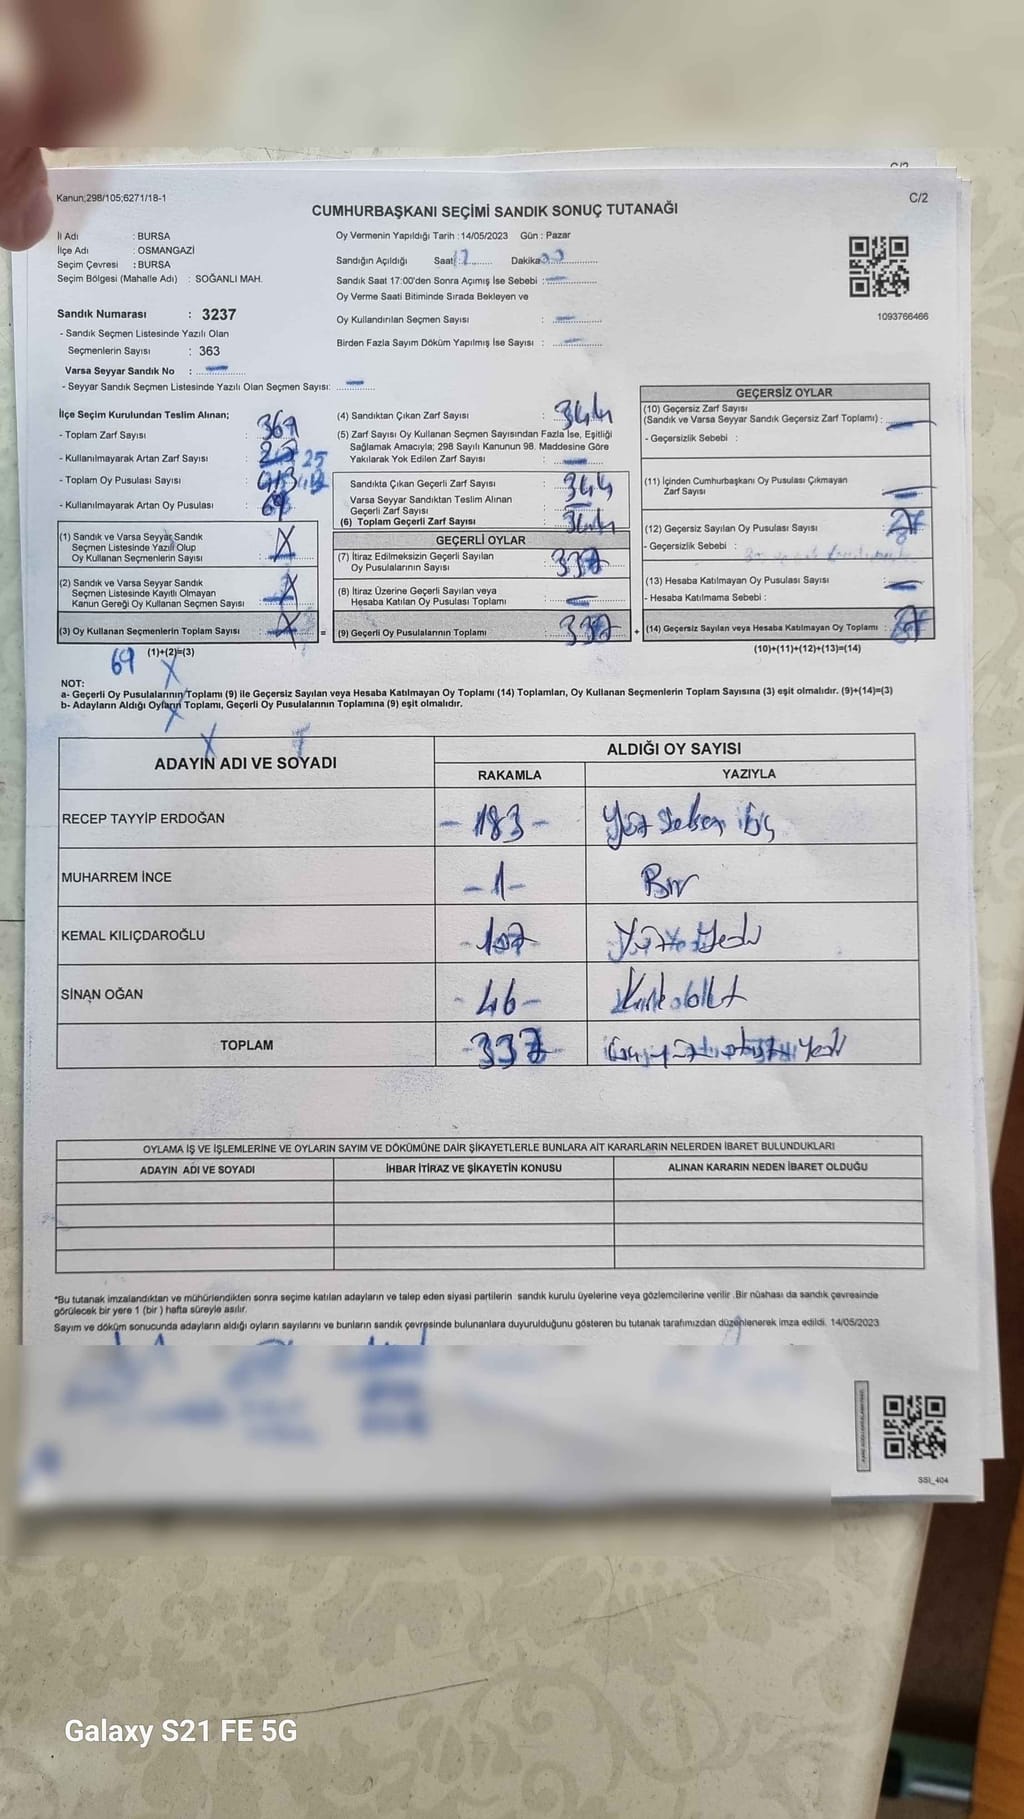 C/2
Kanun;298/105;6271/18-1
C/2
CUMHURBAŞKANI SEÇİMİ SANDIK SONUÇ TUTANAĞI
İl Adı : BURSA
İlçe Adı : OSMANGAZİ
Seçim Çevresi : BURSA
Seçim Bölgesi (Mahalle Adı) : SOĞANLI MAH.
Oy Vermenin Yapıldığı Tarih : 14/05/2023 Gün : Pazar
Sandığın Açıldığı Saat : 17 Dakika 00
Sandık Saat 17:00'den Sonra Açımış İse Sebebi : —
Oy Verme Saati Bitiminde Sırada Bekleyen ve
Oy Kullandırılan Seçmen Sayısı : —
Birden Fazla Sayım Döküm Yapılmış İse Sayısı : —
1093766466
Sandık Numarası : 3237
- Sandık Seçmen Listesinde Yazılı Olan
Seçmenlerin Sayısı : 363
Varsa Seyyar Sandık No : —
- Seyyar Sandık Seçmen Listesinde Yazılı Olan Seçmen Sayısı: —
İlçe Seçim Kurulundan Teslim Alınan;
- Toplam Zarf Sayısı : 367
- Kullanılmayarak Artan Zarf Sayısı : 25
- Toplam Oy Pusulası Sayısı :
- Kullanılmayarak Artan Oy Pusulası : 69
(1) Sandık ve Varsa Seyyar Sandık
Seçmen Listesinde Yazılı Olup
Oy Kullanan Seçmenlerin Sayısı :
(2) Sandık ve Varsa Seyyar Sandık
Seçmen Listesinde Kayıtlı Olmayan
Kanun Gereği Oy Kullanan Seçmen Sayısı :
(3) Oy Kullanan Seçmenlerin Toplam Sayısı :
(1)+(2)=(3)
69
(4) Sandıktan Çıkan Zarf Sayısı : 344
(5) Zarf Sayısı Oy Kullanan Seçmen Sayısından Fazla İse, Eşitliği
Sağlamak Amacıyla; 298 Sayılı Kanunun 98. Maddesine Göre
Yakılarak Yok Edilen Zarf Sayısı : —
Sandıkta Çıkan Geçerli Zarf Sayısı : 344
Varsa Seyyar Sandıktan Teslim Alınan
Geçerli Zarf Sayısı : —
(6) Toplam Geçerli Zarf Sayısı : 344
GEÇERLİ OYLAR
(7) İtiraz Edilmeksizin Geçerli Sayılan
Oy Pusulalarının Sayısı : 337
(8) İtiraz Üzerine Geçerli Sayılan veya
Hesaba Katılan Oy Pusulası Toplamı : —
= (9) Geçerli Oy Pusulalarının Toplamı : 337 +
GEÇERSİZ OYLAR
(10) Geçersiz Zarf Sayısı
(Sandık ve Varsa Seyyar Sandık Geçersiz Zarf Toplamı) : —
- Geçersizlik Sebebi :
(11) İçinden Cumhurbaşkanı Oy Pusulası Çıkmayan
Zarf Sayısı : —
(12) Geçersiz Sayılan Oy Pusulası Sayısı :
- Geçersizlik Sebebi :
(13) Hesaba Katılmayan Oy Pusulası Sayısı : —
- Hesaba Katılmama Sebebi :
(14) Geçersiz Sayılan veya Hesaba Katılmayan Oy Toplamı :
(10)+(11)+(12)+(13)=(14)
NOT:
a- Geçerli Oy Pusulalarının Toplamı (9) ile Geçersiz Sayılan veya Hesaba Katılmayan Oy Toplamı (14) Toplamları, Oy Kullanan Seçmenlerin Toplam Sayısına (3) eşit olmalıdır. (9)+(14)=(3)
b- Adayların Aldığı Oyların Toplamı, Geçerli Oy Pusulalarının Toplamına (9) eşit olmalıdır.
ADAYIN ADI VE SOYADI
ALDIĞI OY SAYISI
RAKAMLA YAZIYLA
RECEP TAYYİP ERDOĞAN -183- Yüz seksen üç
MUHARREM İNCE -1- Bir
KEMAL KILIÇDAROĞLU -107- Yüz Yedi
SİNAN OĞAN -46- Kırkaltı
TOPLAM -337- üçyüz otuz Yedi
OYLAMA İŞ VE İŞLEMLERİNE VE OYLARIN SAYIM VE DÖKÜMÜNE DAİR ŞİKAYETLERLE BUNLARA AİT KARARLARIN NELERDEN İBARET BULUNDUKLARI
ADAYIN ADI VE SOYADI İHBAR İTİRAZ VE ŞİKAYETİN KONUSU ALINAN KARARIN NEDEN İBARET OLDUĞU
*Bu tutanak imzalandıktan ve mühürlendikten sonra seçime katılan adayların ve talep eden siyasi partilerin sandık kurulu üyelerine veya gözlemcilerine verilir .Bir nüshası da sandık çevresinde
görülecek bir yere 1 (bir ) hafta süreyle asılır.
Sayım ve döküm sonucunda adayların aldığı oyların sayılarını ve bunların sandık çevresinde bulunanlara duyurulduğunu gösteren bu tutanak tarafımızdan düzenlenerek imza edildi. 14/05/2023
SSI_404
Galaxy S21 FE 5G